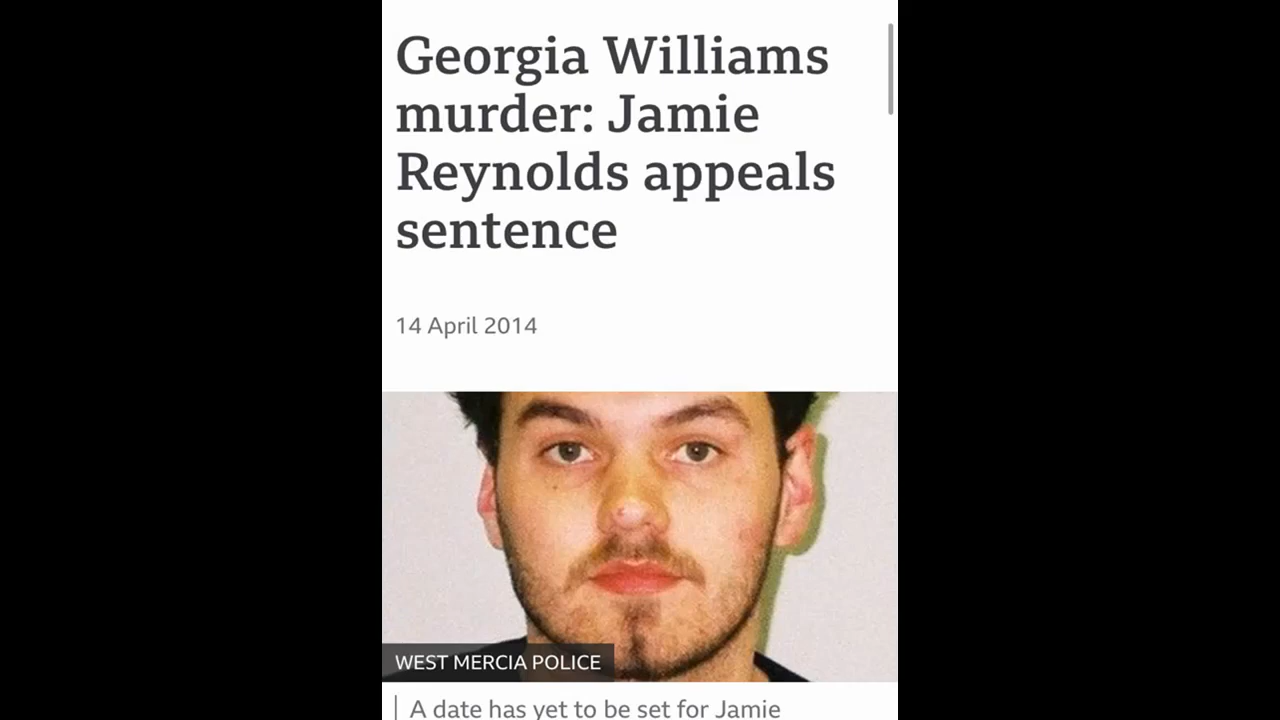 Georgia Williams
murder: Jamie
Reynolds appeals
sentence
14 April 2014
WEST MERCIA POLICE
A date has yet to be set for Jamie